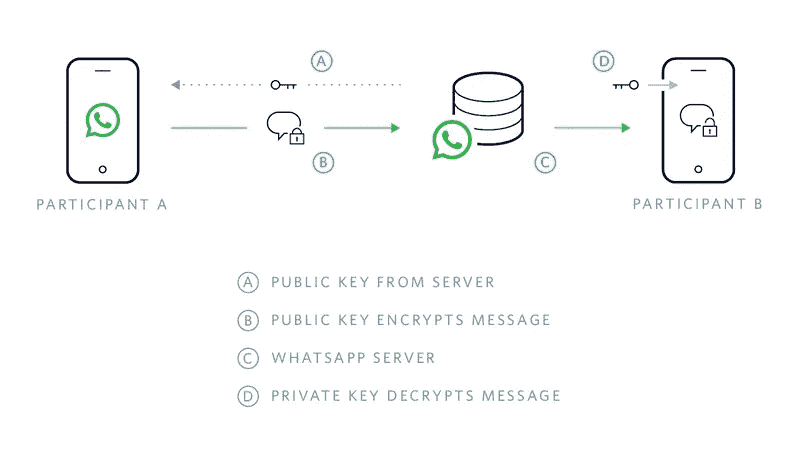 A
D
B
C
PARTICIPANT A
PARTICIPANT B
A PUBLIC KEY FROM SERVER
B PUBLIC KEY ENCRYPTS MESSAGE
C WHATSAPP SERVER
D PRIVATE KEY DECRYPTS MESSAGE